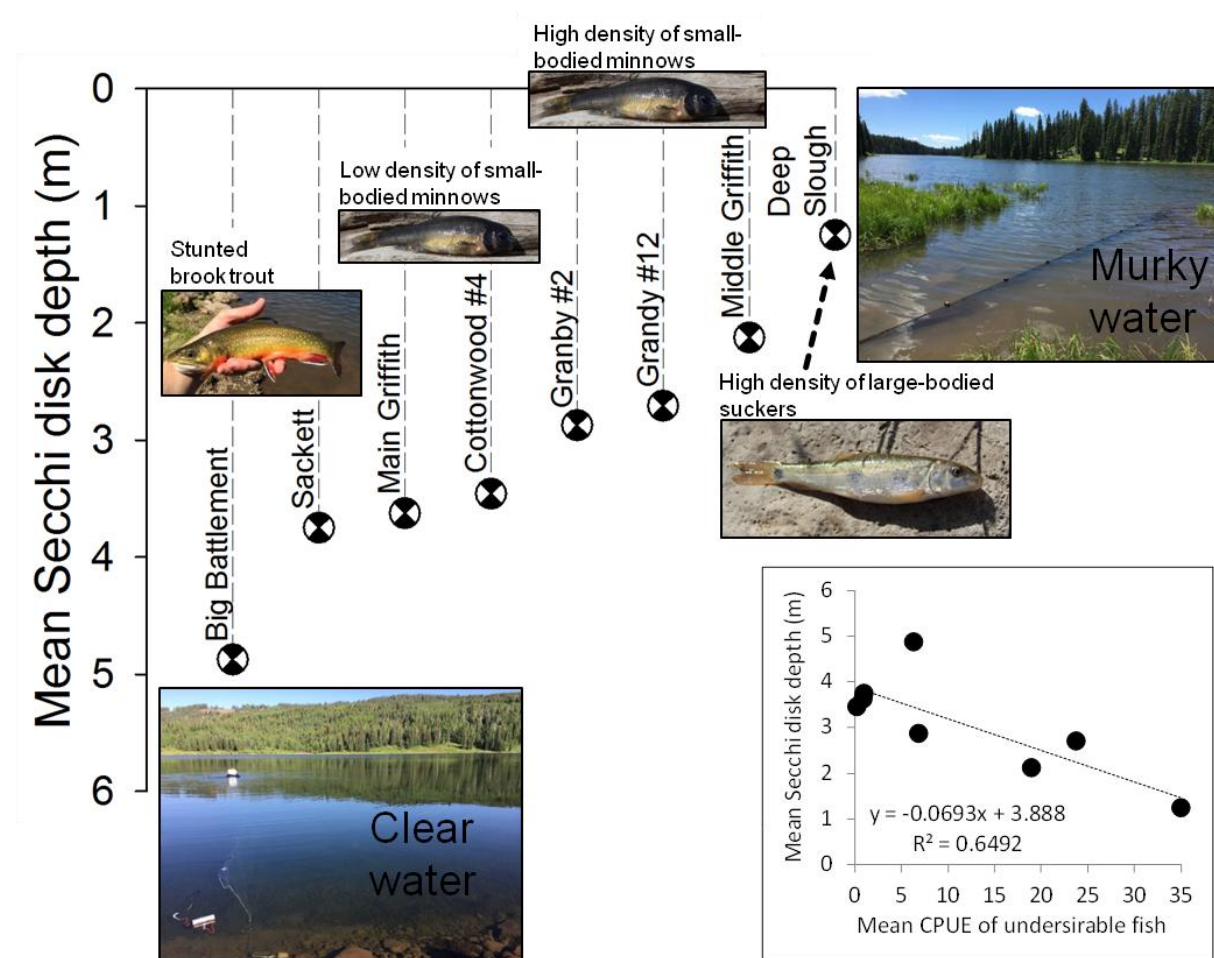 High density of small-
bodied minnows
0
1
2
3
4
5
6
Mean Secchi disk depth (m)
Low density of small-
bodied minnows
Stunted
brook trout
Big Battlement
Sackett
Main Griffith
Cottonwood #4
Granby #2
Grandy #12
Middle Griffith
Deep
Slough
Murky
water
High density of large-bodied
suckers
Clear
water
Mean Secchi disk depth (m)
6
5
4
3
2
1
0
y = -0.0693x + 3.888
R² = 0.6492
0 5 10 15 20 25 30 35
Mean CPUE of undersirable fish